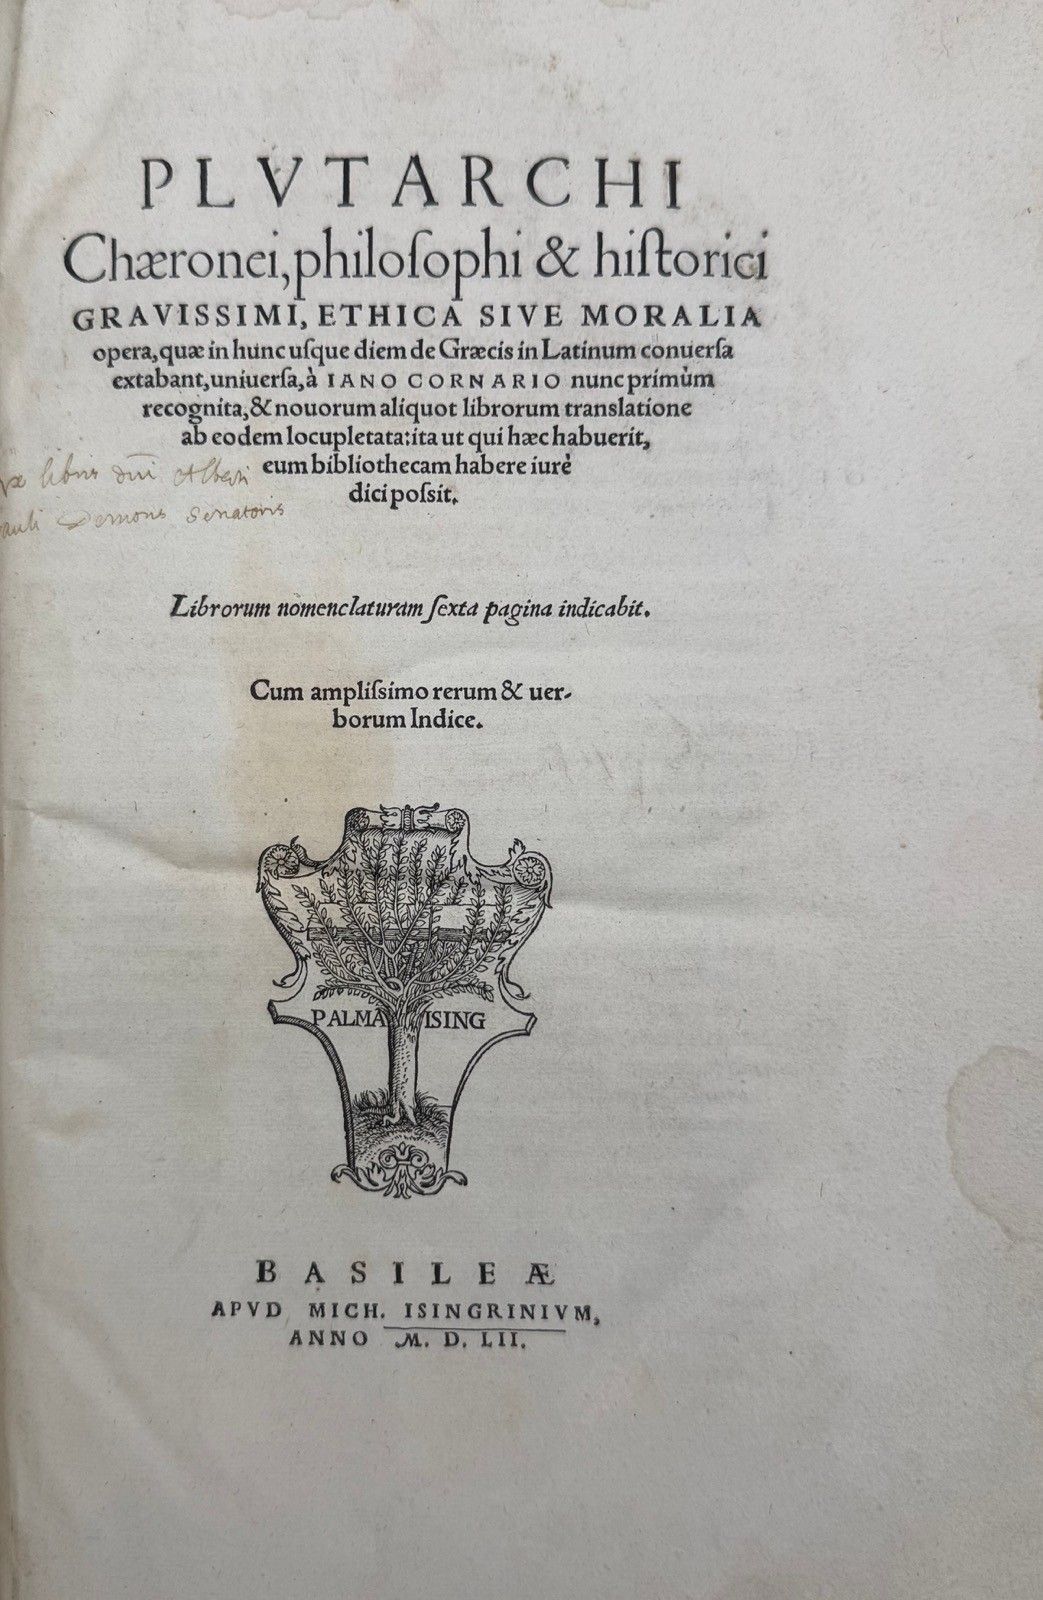 PLVTARCHI
Chæronei, philoſophi & hiſtorici
GRAVISSIMI, ETHICA SIVE MORALIA
opera, quæ in hunc uſque diem de Græcis in Latinum conuerſa
extabant, uniuerſa, à IANO CORNARIO nunc primùm
recognita, & nouorum aliquot librorum translatione
ab eodem locupletata: ita ut qui hæc habuerit,
eum bibliothecam habere iurè
dici poſsit.
libris
Senatoris
Librorum nomenclaturam ſexta pagina indicabit.
Cum ampliſsimo rerum & uer-
borum Indice.
PALMA ISING
BASILEÆ
APVD MICH. ISINGRINIVM,
ANNO M. D. LII.